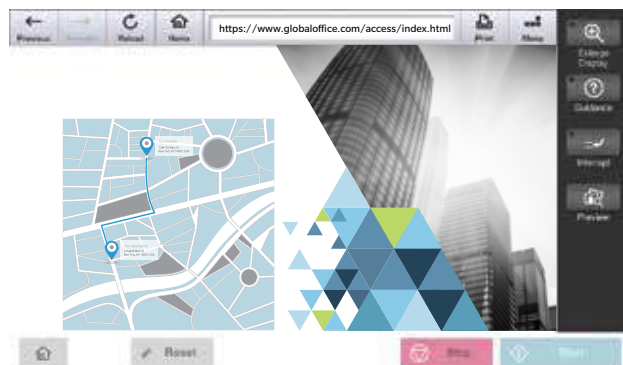 Previous
Reload
Home
https://www.globaloffice.com/access/index.html
Print
Menu
Enlarge
Display
Guidance
Interrupt
Preview
Reset
Stop
Start